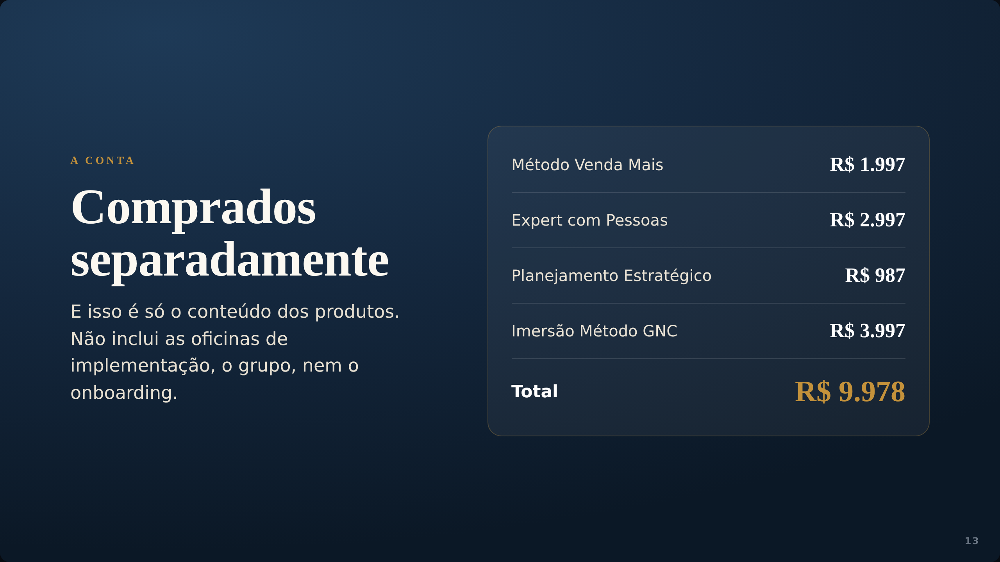 A CONTA
Comprados
separadamente
E isso é só o conteúdo dos produtos.
Não inclui as oficinas de
implementação, o grupo, nem o
onboarding.
Método Venda Mais R$ 1.997
Expert com Pessoas R$ 2.997
Planejamento Estratégico R$ 987
Imersão Método GNC R$ 3.997
Total R$ 9.978
13